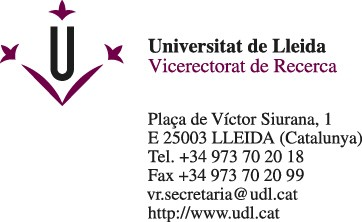 U
Universitat de Lleida
Vicerectorat de Recerca
Plaça de Víctor Siurana, 1
E 25003 LLEIDA (Catalunya)
Tel. +34 973 70 20 18
Fax +34 973 70 20 99
vr.secretaria@udl.cat
http://www.udl.cat